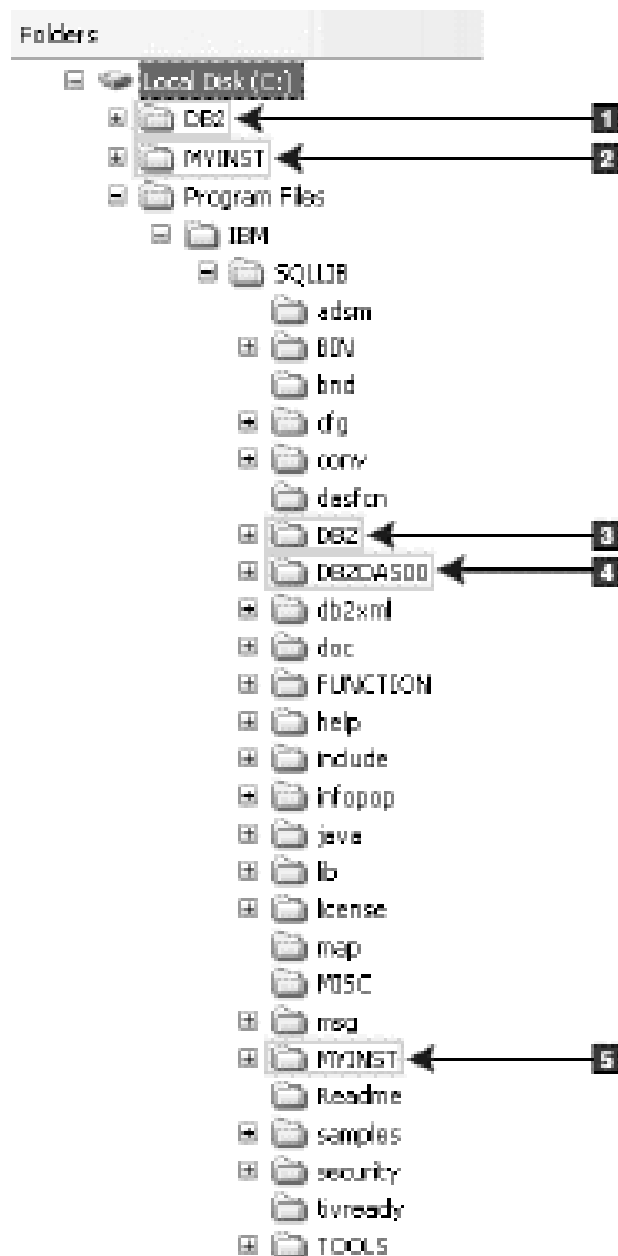 Folders
Local Disk (C:)
DB2 1
MYINST 2
Program Files
IBM
SQLLIB
adsm
BIN
bnd
cfg
conv
dasfcn
DB2 3
DB2DAS00 4
db2xml
doc
FUNCTION
help
include
infopop
java
lib
license
map
MISC
msg
MYINST 5
Readme
samples
security
tivready
TOOLS